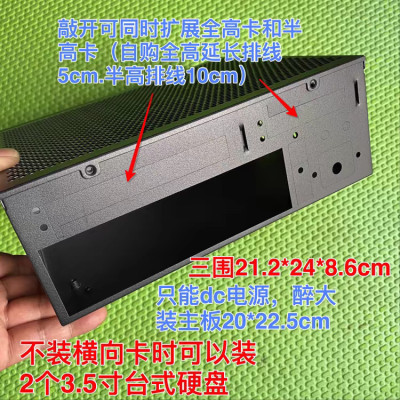 敲开可同时扩展全高卡和半
高卡（自购全高延长排线
5cm.半高排线10cm）
三围21.2*24*8.6cm
只能dc电源，醉大
装主板20*22.5cm
不装横向卡时可以装
2个3.5寸台式硬盘